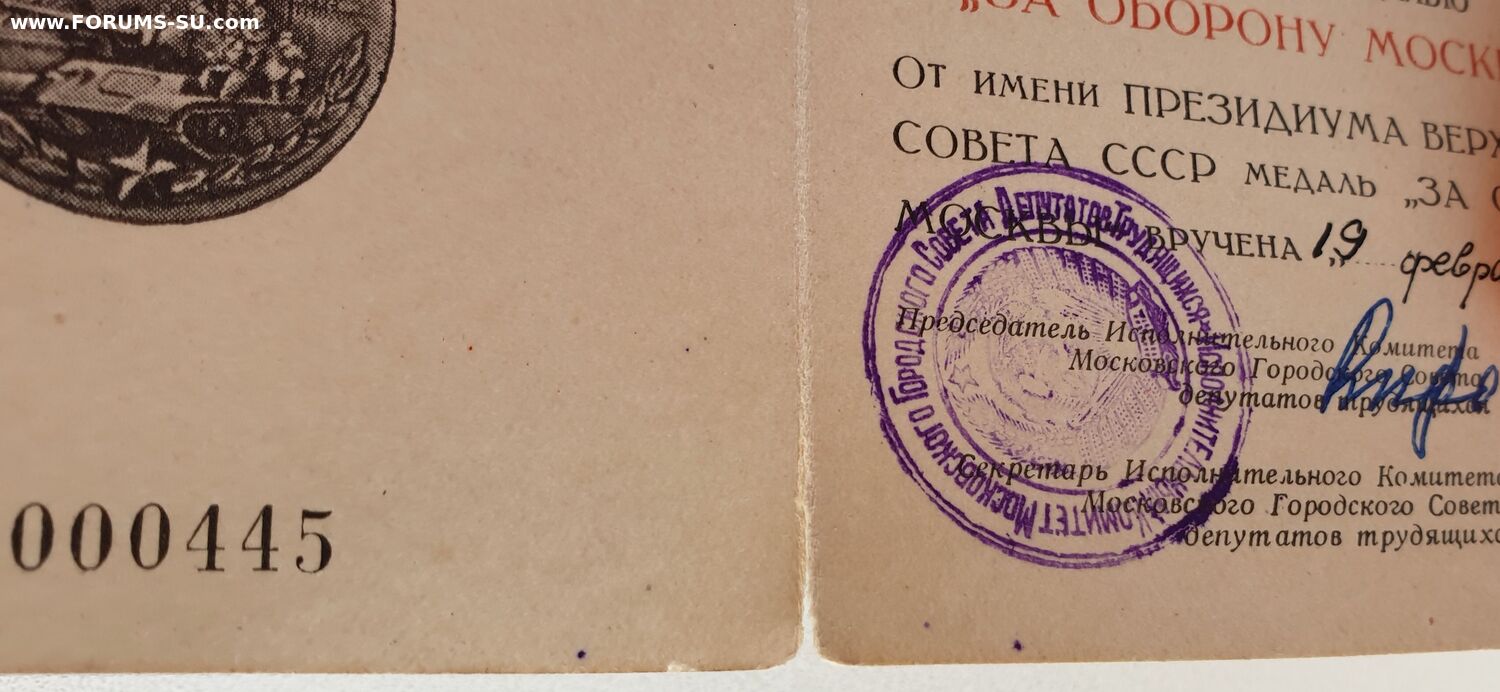 www.FORUMS-SU.com
000445
„ЗА ОБОРОНУ МОСК
От имени ПРЕЗИДИУМА ВЕРХ
СОВЕТА СССР медаль „ЗА О
МОСКВЫ" вручена 19 февра
Председатель Исполнительного Комитета
Московского Городского Совета
депутатов трудящихся
Секретарь Исполнительного Комитета
Московского Городского Совет
депутатов трудящихс
Исполнительный Комитет Московского Городского Совета Депутатов Трудящихся